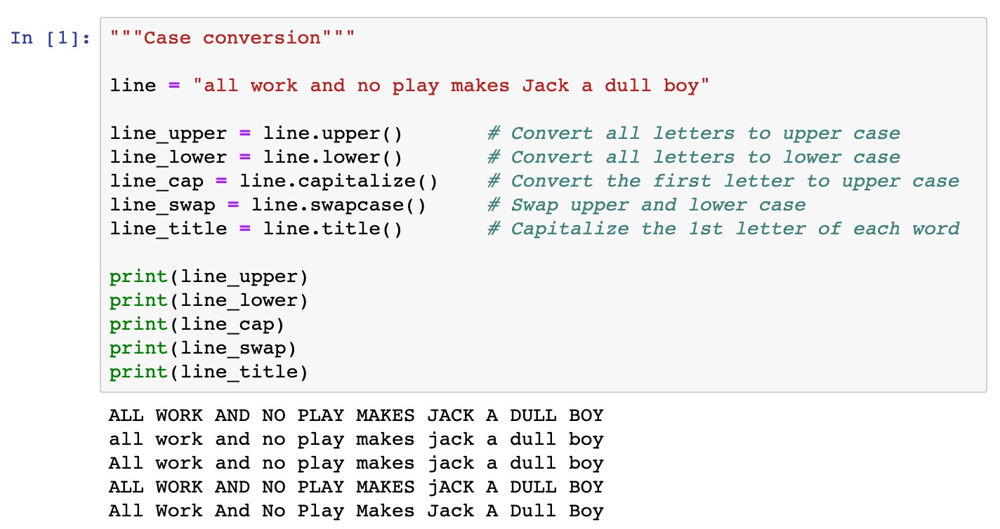 In [1]: """Case conversion"""
line = "all work and no play makes Jack a dull boy"
line_upper = line.upper()       # Convert all letters to upper case
line_lower = line.lower()       # Convert all letters to lower case
line_cap = line.capitalize()    # Convert the first letter to upper case
line_swap = line.swapcase()     # Swap upper and lower case
line_title = line.title()       # Capitalize the 1st letter of each word
print(line_upper)
print(line_lower)
print(line_cap)
print(line_swap)
print(line_title)
ALL WORK AND NO PLAY MAKES JACK A DULL BOY
all work and no play makes jack a dull boy
All work and no play makes jack a dull boy
ALL WORK AND NO PLAY MAKES jACK A DULL BOY
All Work And No Play Makes Jack A Dull Boy